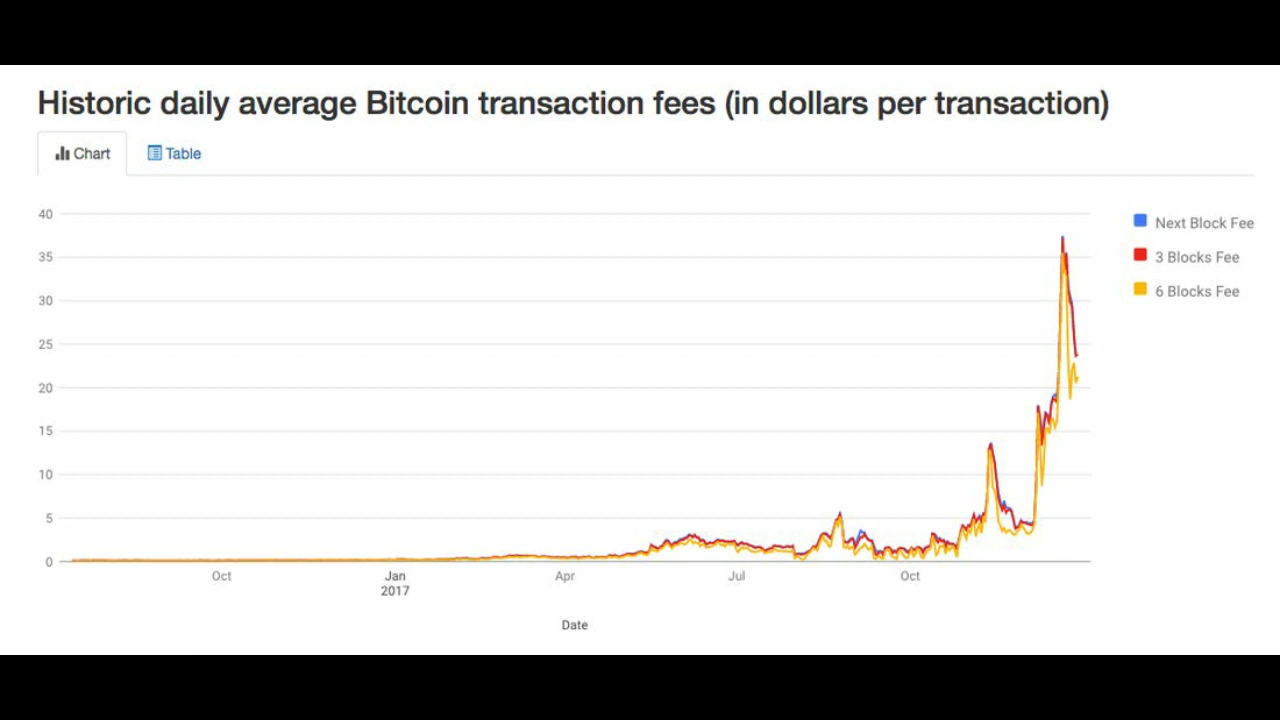 Historic daily average Bitcoin transaction fees (in dollars per transaction)
Chart Table
40
35
30
25
20
15
10
5
0
Next Block Fee
3 Blocks Fee
6 Blocks Fee
Oct Jan Apr Jul Oct
2017
Date